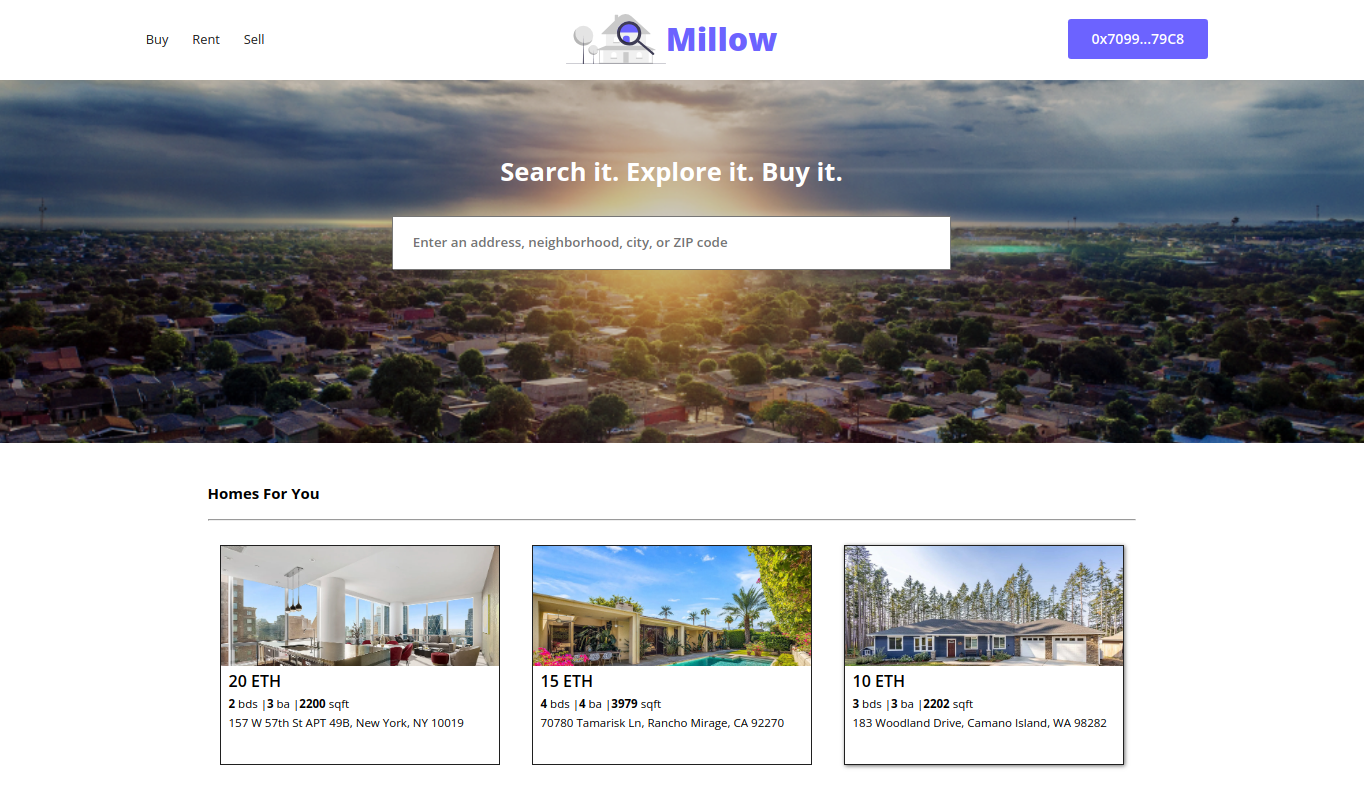 Buy Rent Sell
Millow
0x7099...79C8
Search it. Explore it. Buy it.
Enter an address, neighborhood, city, or ZIP code
Homes For You
20 ETH
2 bds |3 ba |2200 sqft
157 W 57th St APT 49B, New York, NY 10019
15 ETH
4 bds |4 ba |3979 sqft
70780 Tamarisk Ln, Rancho Mirage, CA 92270
10 ETH
3 bds |3 ba |2202 sqft
183 Woodland Drive, Camano Island, WA 98282